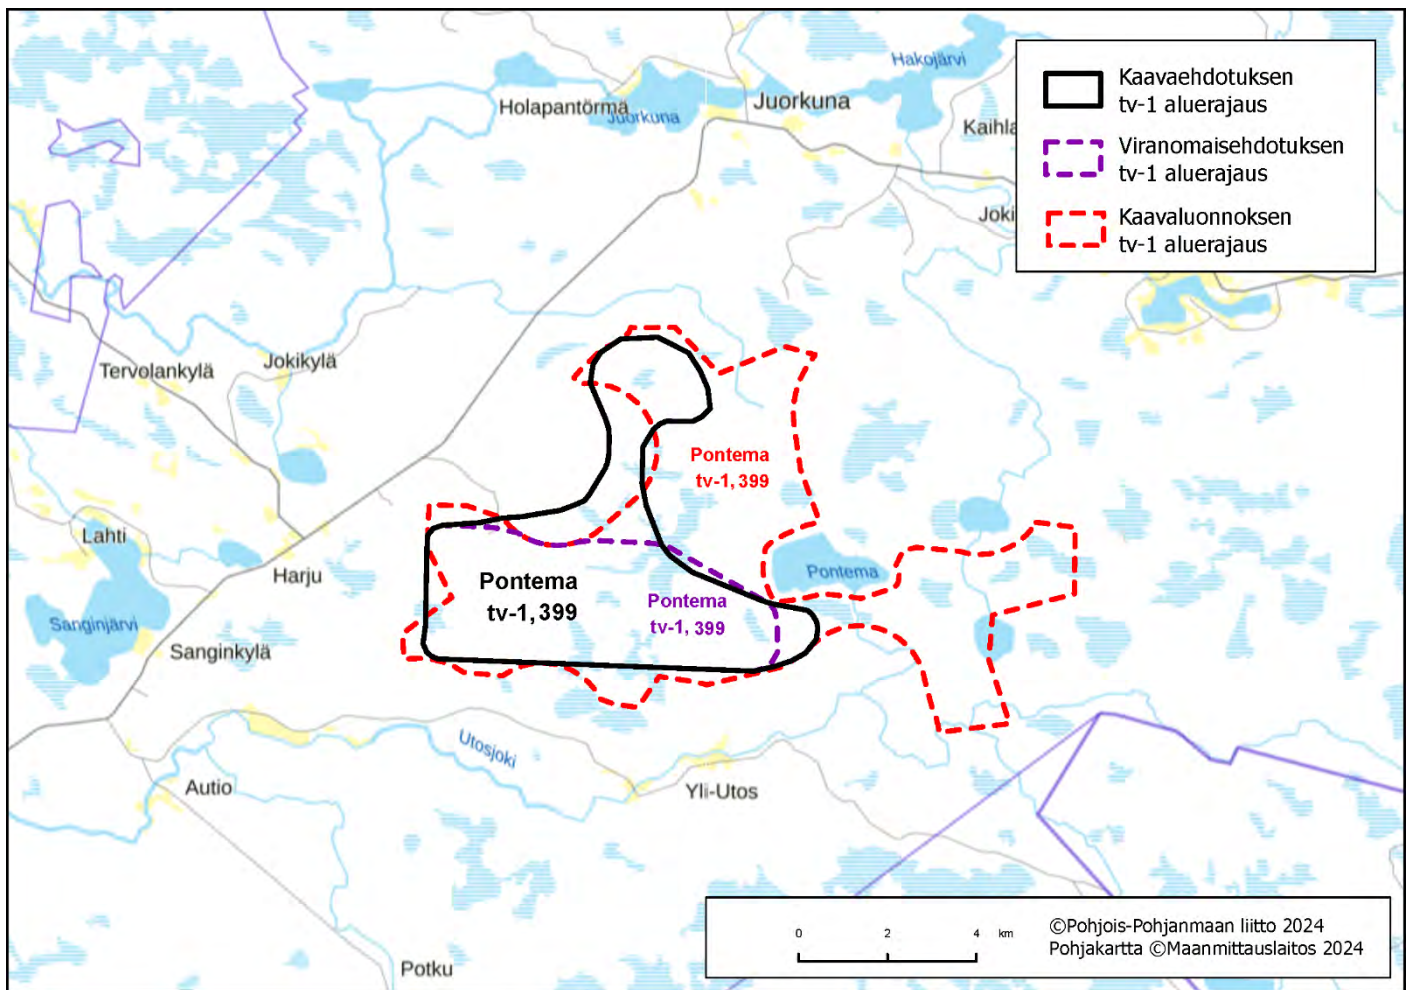 Hakojärvi
Kaavaehdotuksen
tv-1 aluerajaus
Holapantörmä
Juorkuna
Juorkuna
Kaihla
Viranomaisehdotuksen
tv-1 aluerajaus
Joki
Kaavaluonnoksen
tv-1 aluerajaus
Tervolankylä
Jokikylä
Pontema
tv-1, 399
Lahti
Harju
Pontema
Pontema
tv-1, 399
Pontema
tv-1, 399
Sanginjärvi
Sanginkylä
Utosjoki
Autio
Yli-Utos
Potku
0 2 4 km
©Pohjois-Pohjanmaan liitto 2024
Pohjakartta ©Maanmittauslaitos 2024